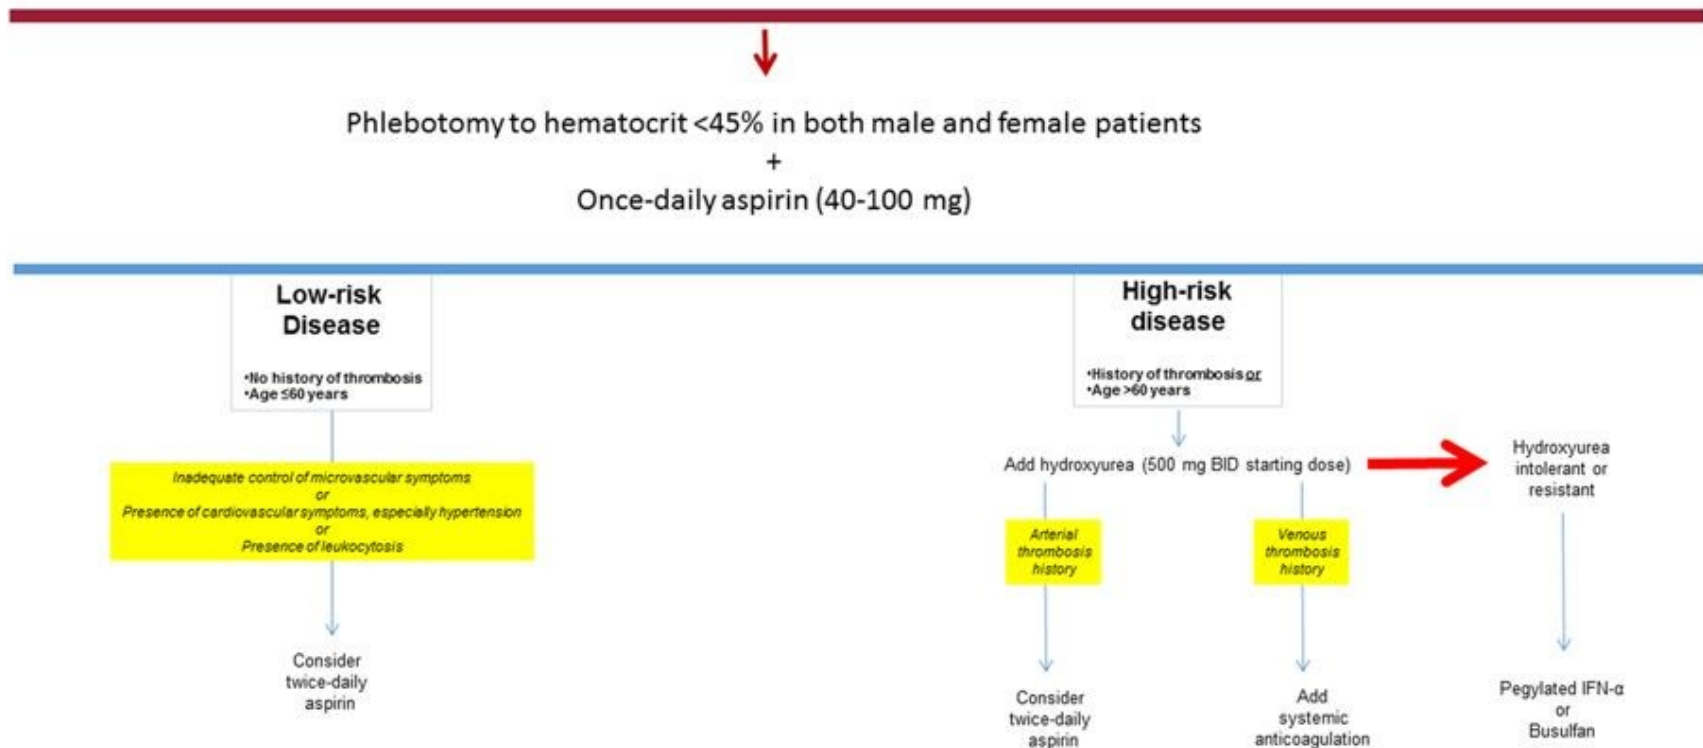 Phlebotomy to hematocrit <45% in both male and female patients
+
Once-daily aspirin (40-100 mg)
Low-risk
Disease
•No history of thrombosis
•Age ≤60 years
Inadequate control of microvascular symptoms
or
Presence of cardiovascular symptoms, especially hypertension
or
Presence of leukocytosis
Consider
twice-daily
aspirin
High-risk
disease
•History of thrombosis or
•Age >60 years
Add hydroxyurea (500 mg BID starting dose)
Hydroxyurea
intolerant or
resistant
Arterial
thrombosis
history
Venous
thrombosis
history
Consider
twice-daily
aspirin
Add
systemic
anticoagulation
Pegylated IFN-α
or
Busulfan